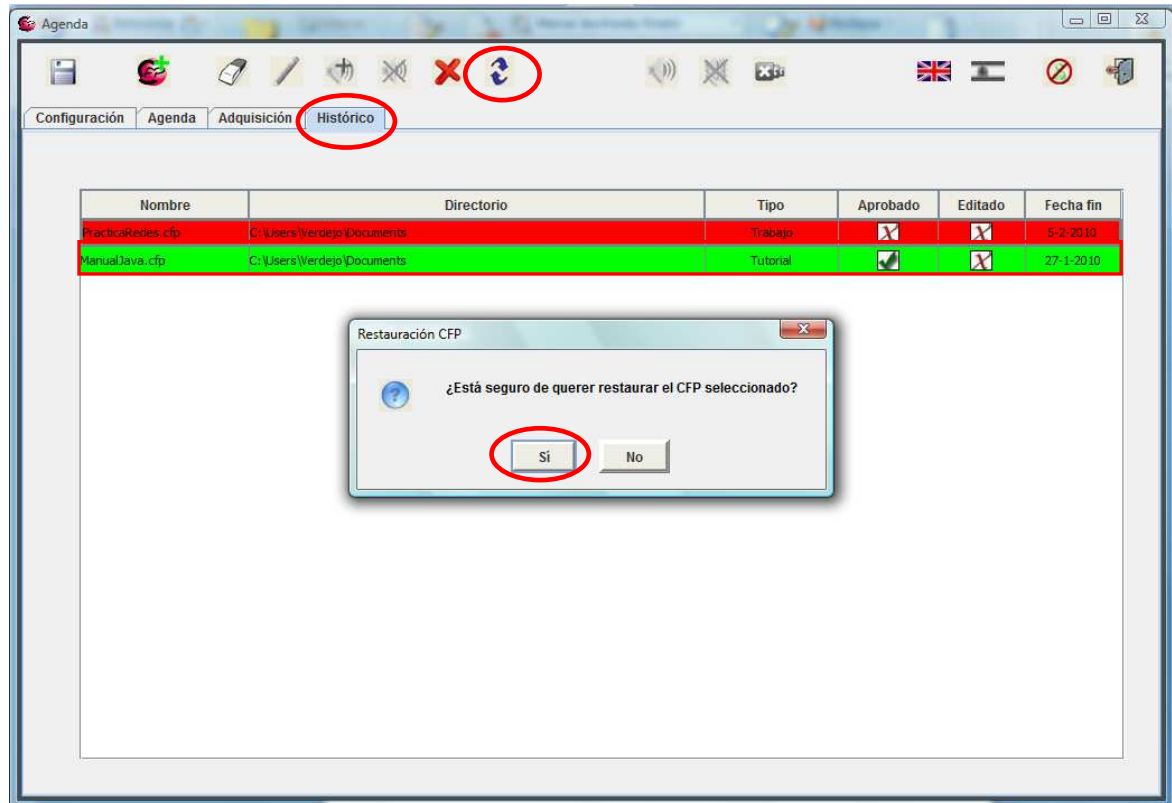 Agenda
Configuración Agenda Adquisición Histórico
Nombre Directorio Tipo Aprobado Editado Fecha fin
PracticaRedes.cfp C:\Users\Verdejo\Documents Trabajo 5-2-2010
ManualJava.cfp C:\Users\Verdejo\Documents Tutorial 27-1-2010
Restauración CFP
¿Está seguro de querer restaurar el CFP seleccionado?
Sí No